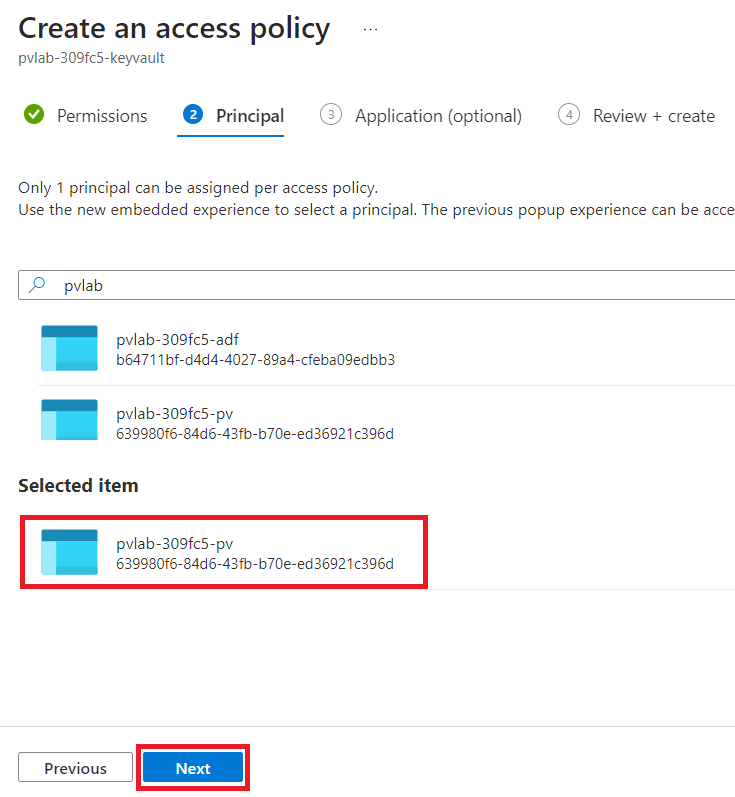 Create an access policy ...
pvlab-309fc5-keyvault
Permissions
2 Principal
3 Application (optional)
4 Review + create
Only 1 principal can be assigned per access policy.
Use the new embedded experience to select a principal. The previous popup experience can be acce
pvlab
pvlab-309fc5-adf
b64711bf-d4d4-4027-89a4-cfeba09edbb3
pvlab-309fc5-pv
639980f6-84d6-43fb-b70e-ed36921c396d
Selected item
pvlab-309fc5-pv
639980f6-84d6-43fb-b70e-ed36921c396d
Previous
Next